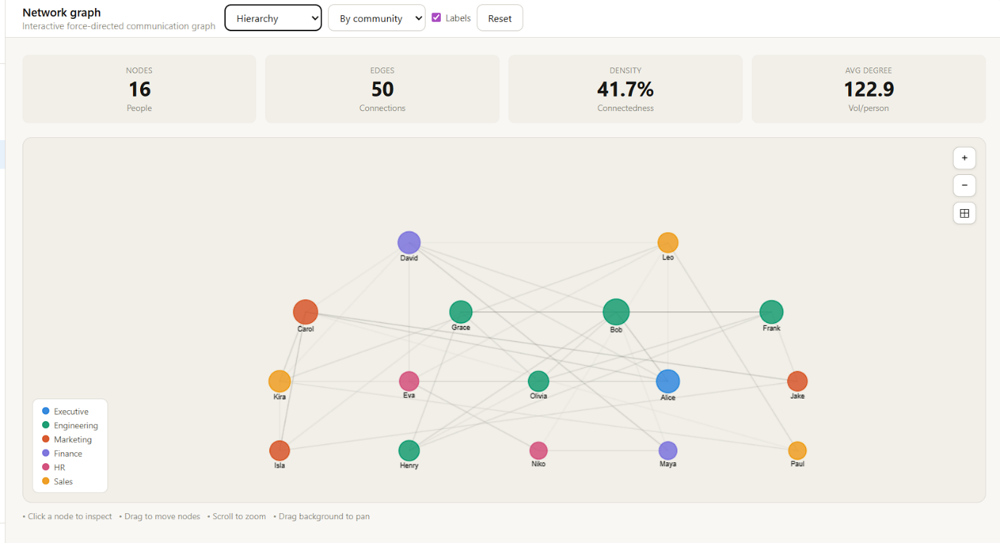 Network graph
Interactive force-directed communication graph
Hierarchy
By community
Labels
Reset
NODES
16
People
EDGES
50
Connections
DENSITY
41.7%
Connectedness
AVG DEGREE
122.9
Vol/person
+
−
David
Leo
Carol
Grace
Bob
Frank
Kira
Eva
Olivia
Alice
Jake
Isla
Henry
Niko
Maya
Paul
Executive
Engineering
Marketing
Finance
HR
Sales
• Click a node to inspect • Drag to move nodes • Scroll to zoom • Drag background to pan